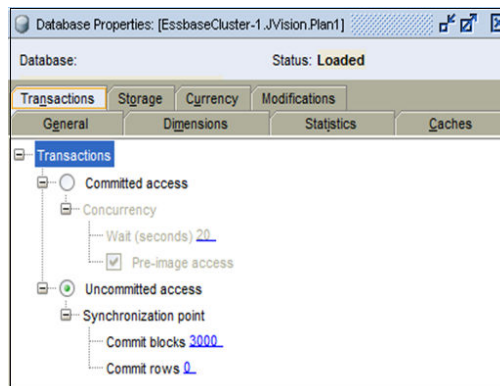 Database Properties: [EssbaseCluster-1.JVision.Plan1]
Database: Status: Loaded
Transactions Storage Currency Modifications
General Dimensions Statistics Caches
Transactions
Committed access
Concurrency
Wait (seconds) 20
Pre-image access
Uncommitted access
Synchronization point
Commit blocks 3000
Commit rows 0